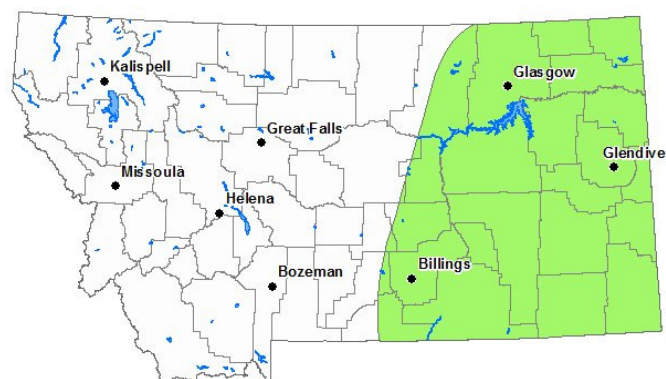 Kalispell
Glasgow
Great Falls
Glendive
Missoula
Helena
Bozeman
Billings